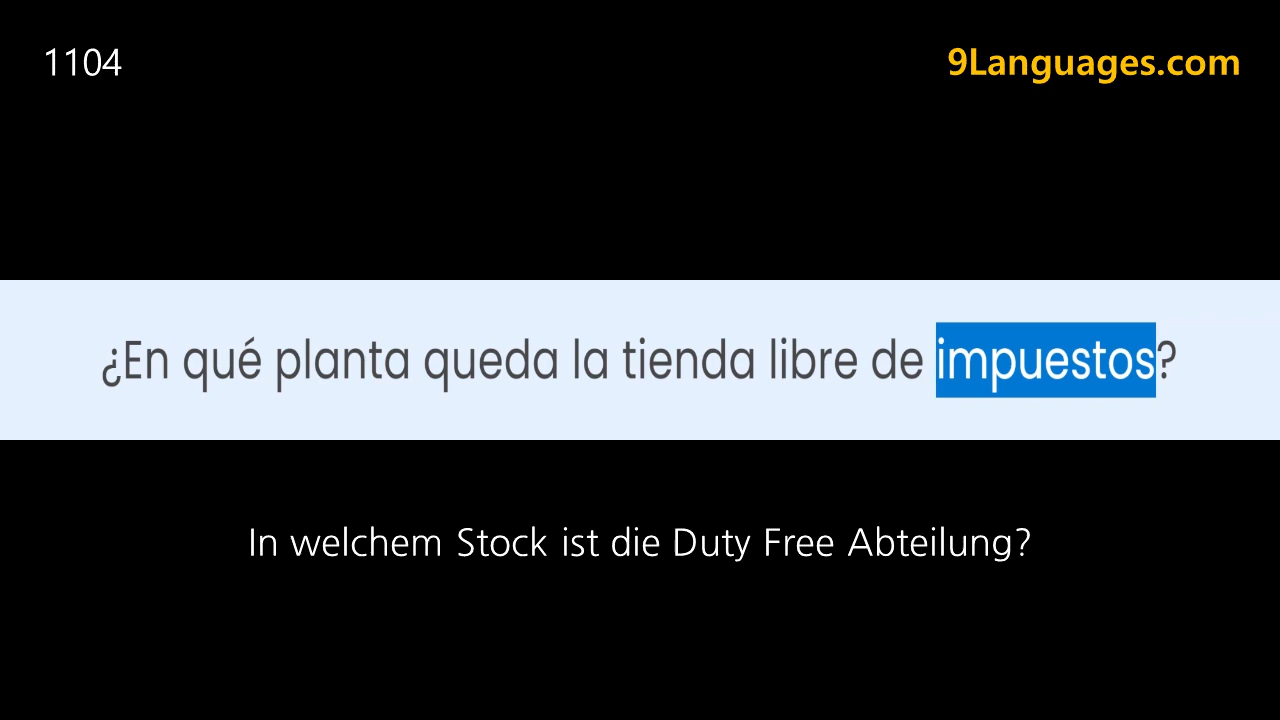 1104
9Languages.com
¿En qué planta queda la tienda libre de impuestos?
In welchem Stock ist die Duty Free Abteilung?